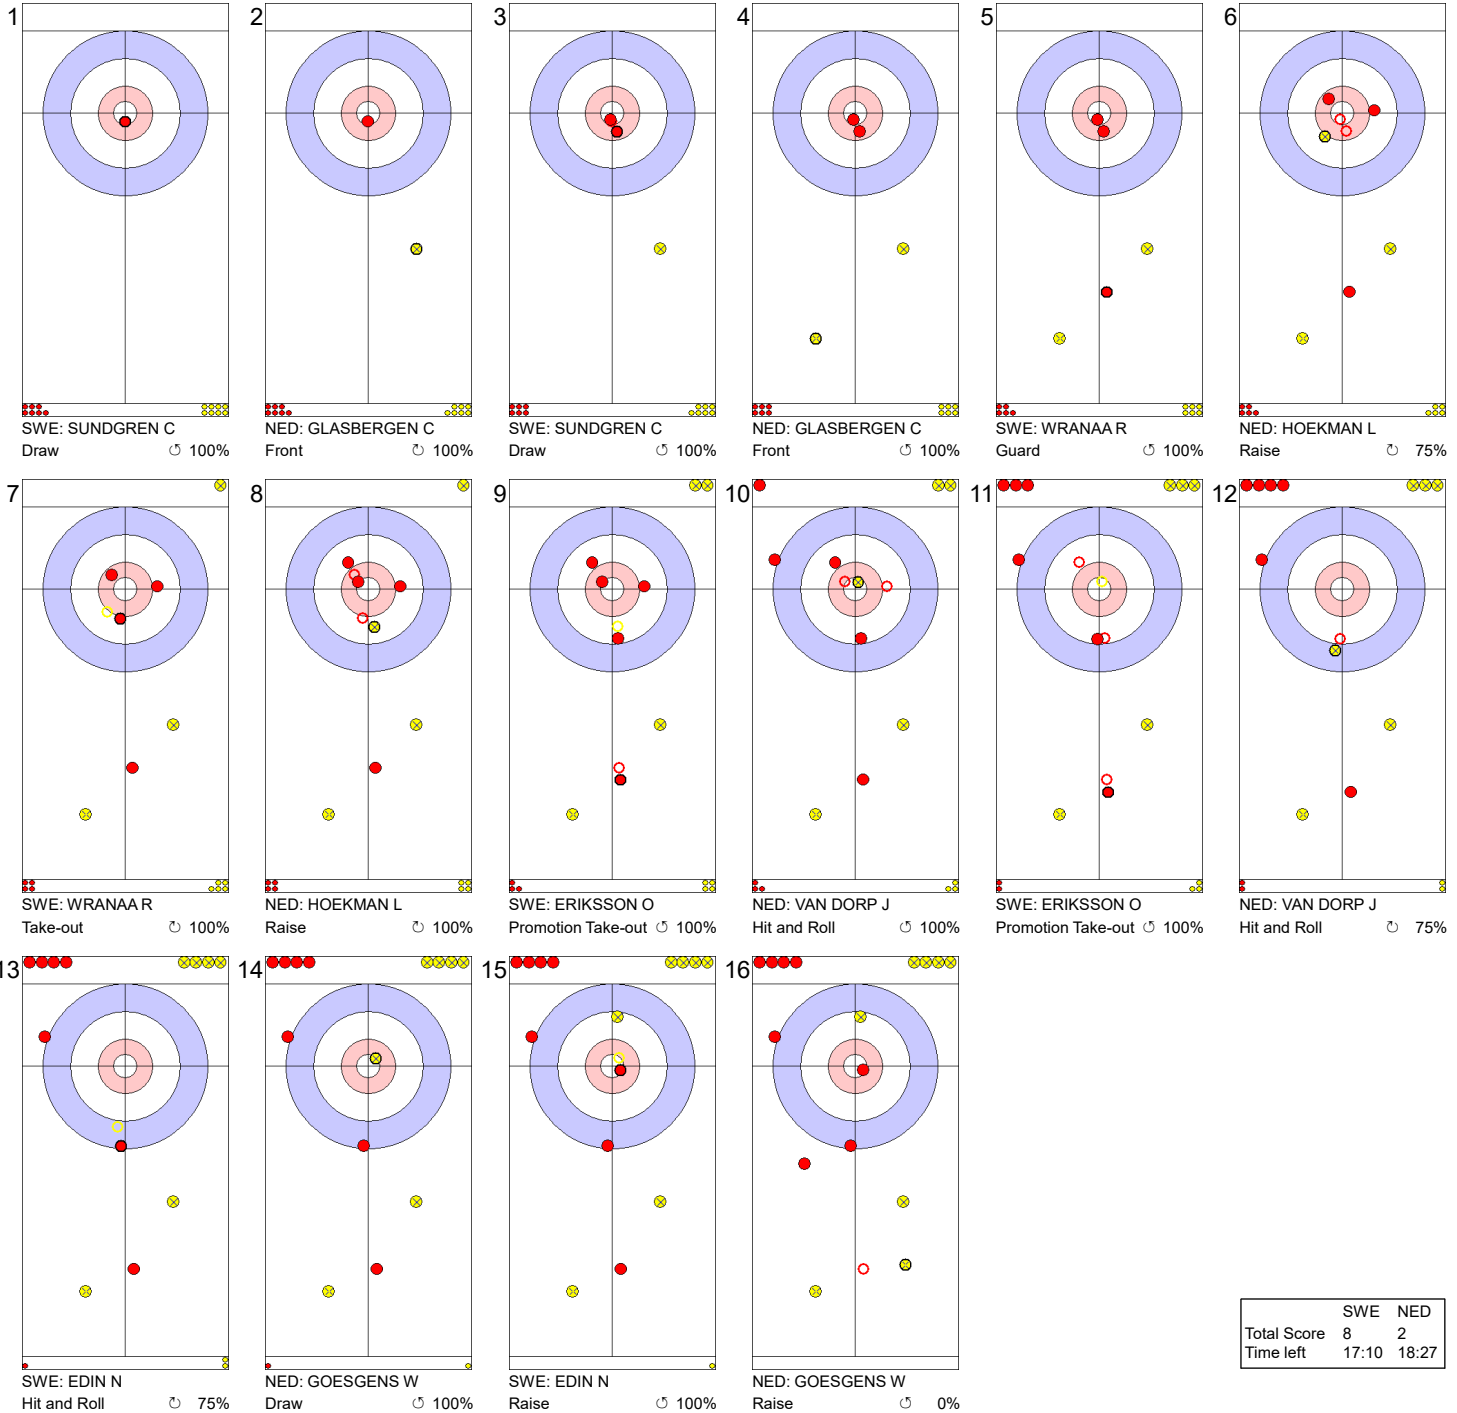 1 2 3 4 5 6
SWE: SUNDGREN C NED: GLASBERGEN C SWE: SUNDGREN C NED: GLASBERGEN C SWE: WRANAA R NED: HOEKMAN L
Draw ↺ 100% Front ↻ 100% Draw ↺ 100% Front ↻ 100% Guard ↺ 100% Raise ↻ 75%
7 8 9 10 11 12
SWE: WRANAA R NED: HOEKMAN L SWE: ERIKSSON O NED: VAN DORP J SWE: ERIKSSON O NED: VAN DORP J
Take-out ↻ 100% Raise ↻ 100% Promotion Take-out ↺ 100% Hit and Roll ↺ 100% Promotion Take-out ↺ 100% Hit and Roll ↻ 75%
13 14 15 16
SWE NED
Total Score 8 2
Time left 17:10 18:27
SWE: EDIN N NED: GOESGENS W SWE: EDIN N NED: GOESGENS W
Hit and Roll ↻ 75% Draw ↺ 100% Raise ↺ 100% Raise ↺ 0%